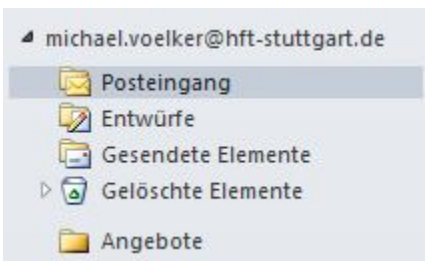 michael.voelker@hft-stuttgart.de
Posteingang
Entwürfe
Gesendete Elemente
Gelöschte Elemente
Angebote